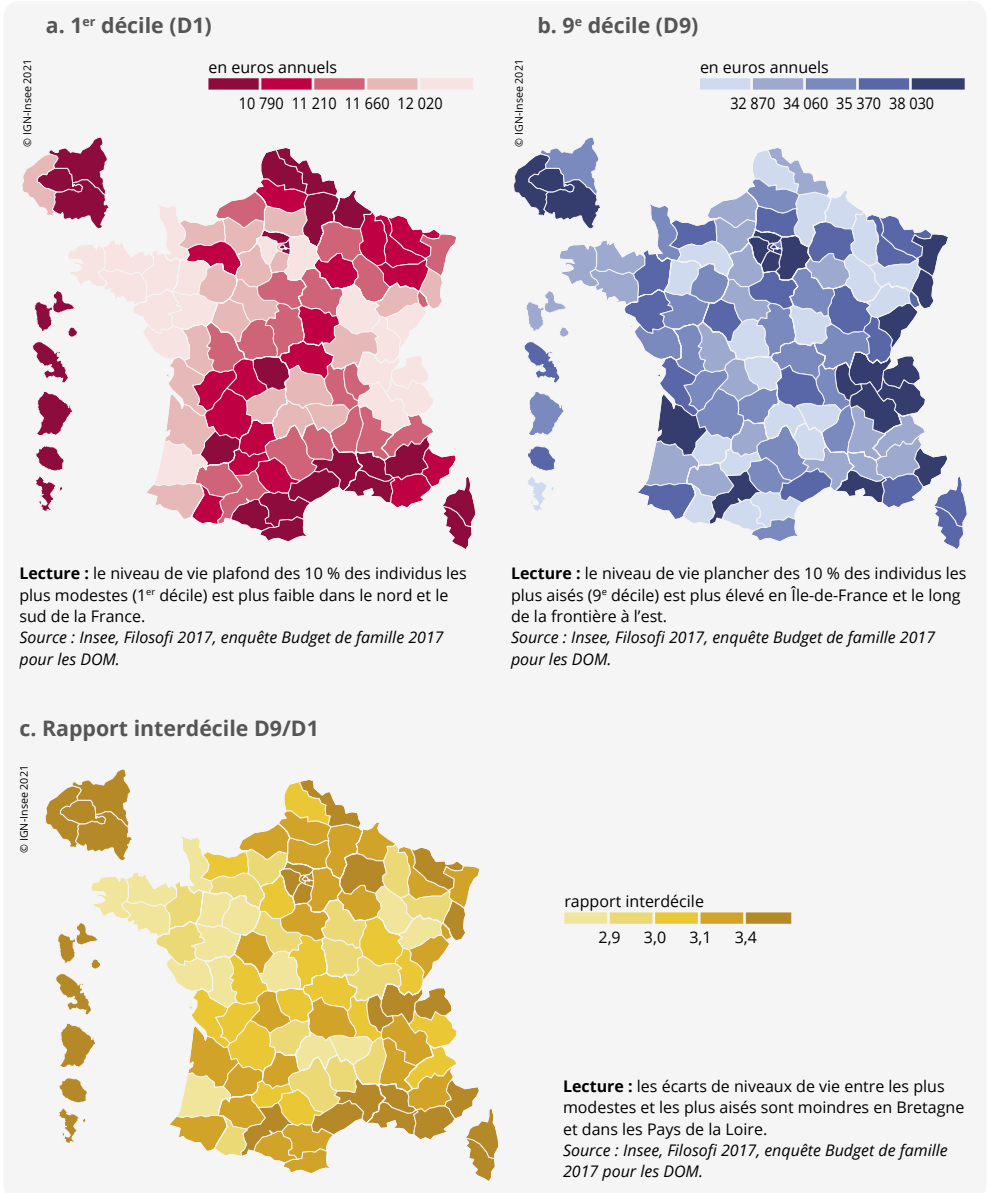 a. 1er décile (D1)
© IGN-Insee 2021
en euros annuels
10 790 11 210 11 660 12 020
Lecture : le niveau de vie plafond des 10 % des individus les
plus modestes (1er décile) est plus faible dans le nord et le
sud de la France.
Source : Insee, Filosofi 2017, enquête Budget de famille 2017
pour les DOM.
b. 9e décile (D9)
© IGN-Insee 2021
en euros annuels
32 870 34 060 35 370 38 030
Lecture : le niveau de vie plancher des 10 % des individus les
plus aisés (9e décile) est plus élevé en Île-de-France et le long
de la frontière à l’est.
Source : Insee, Filosofi 2017, enquête Budget de famille 2017
pour les DOM.
c. Rapport interdécile D9/D1
© IGN-Insee 2021
rapport interdécile
2,9 3,0 3,1 3,4
Lecture : les écarts de niveaux de vie entre les plus
modestes et les plus aisés sont moindres en Bretagne
et dans les Pays de la Loire.
Source : Insee, Filosofi 2017, enquête Budget de famille
2017 pour les DOM.